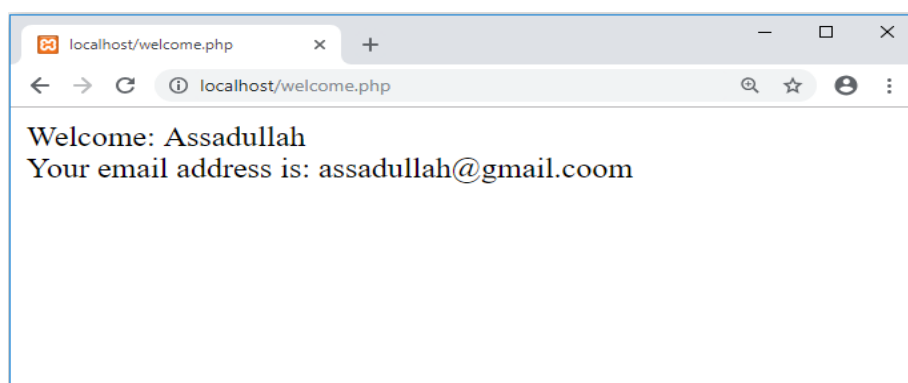 localhost/welcome.php
localhost/welcome.php
Welcome: Assadullah
Your email address is: assadullah@gmail.coom